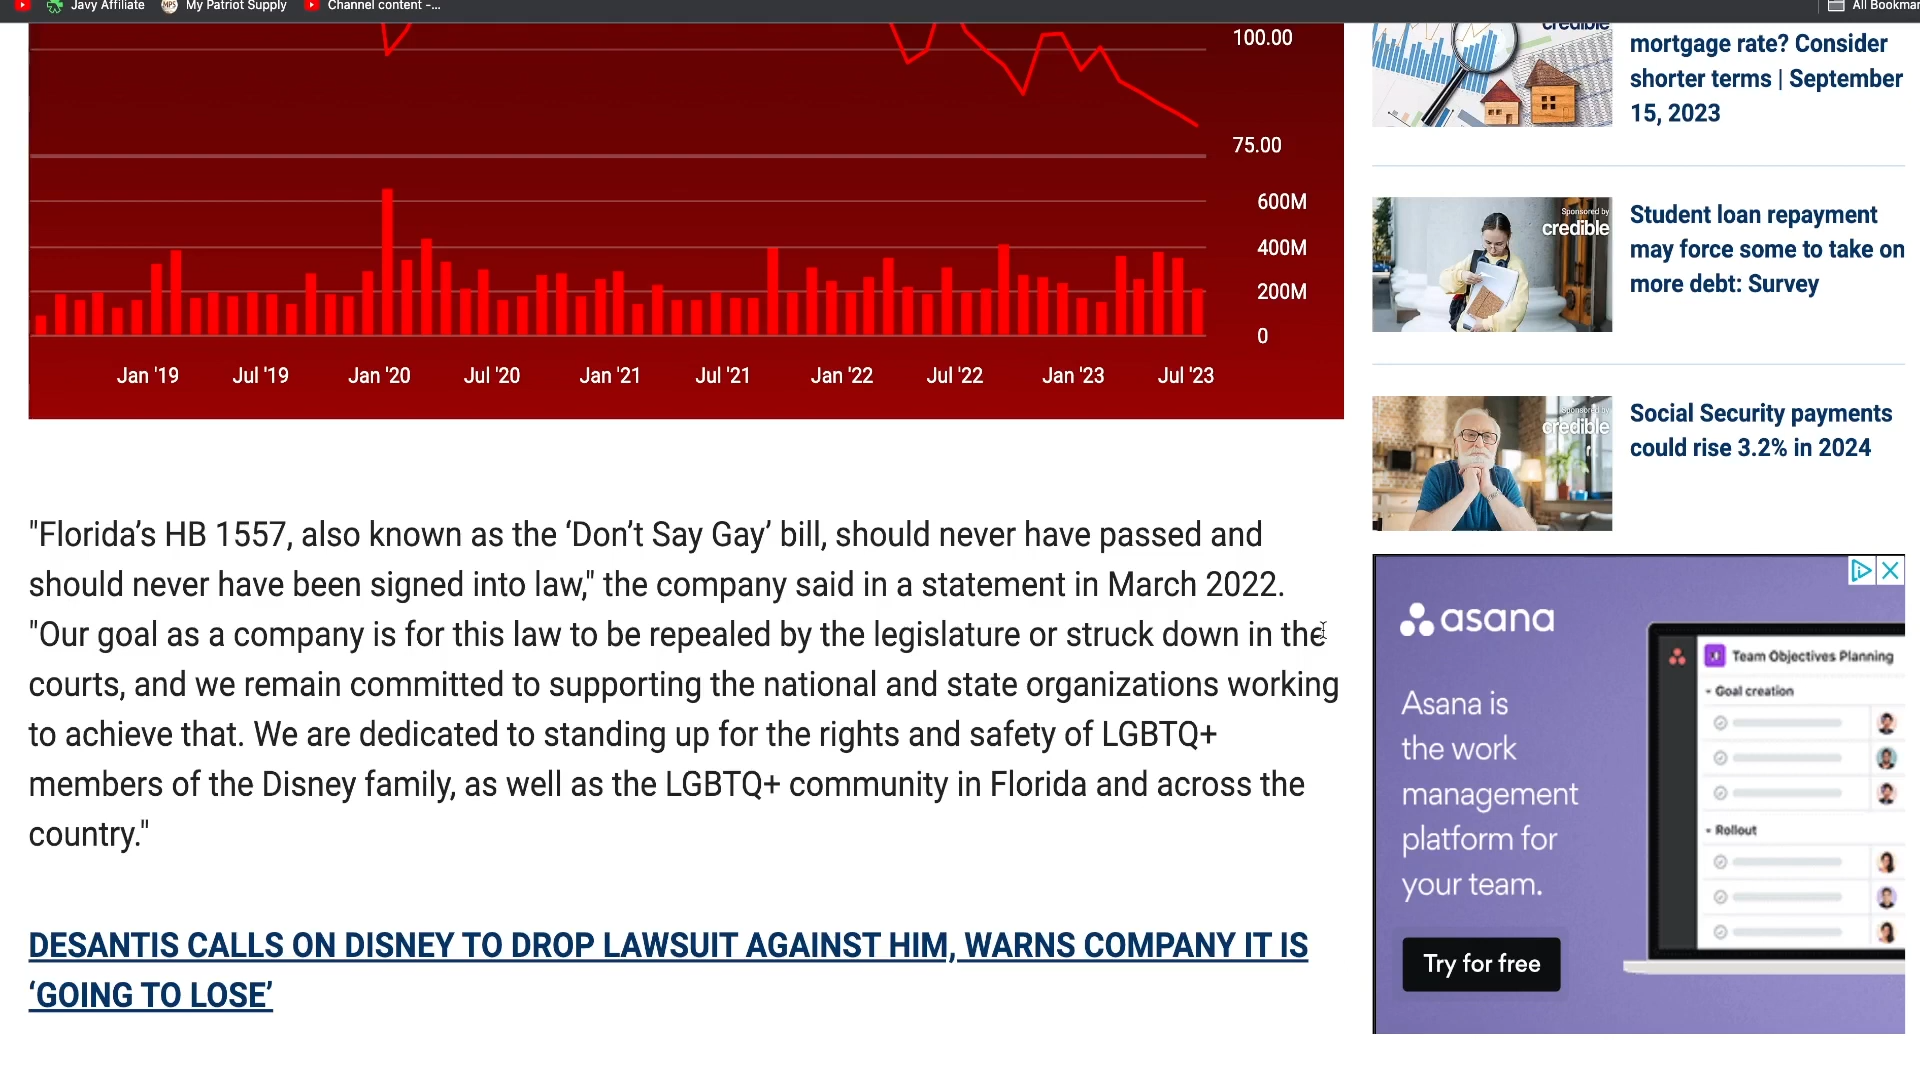 Javy Affiliate
My Patriot Supply
Channel content -...
All Bookmar
100.00
75.00
600M
400M
200M
0
Jan '19
Jul '19
Jan '20
Jul '20
Jan '21
Jul '21
Jan '22
Jul '22
Jan '23
Jul '23
"Florida’s HB 1557, also known as the ‘Don’t Say Gay’ bill, should never have passed and
should never have been signed into law," the company said in a statement in March 2022.
"Our goal as a company is for this law to be repealed by the legislature or struck down in the
courts, and we remain committed to supporting the national and state organizations working
to achieve that. We are dedicated to standing up for the rights and safety of LGBTQ+
members of the Disney family, as well as the LGBTQ+ community in Florida and across the
country."
DESANTIS CALLS ON DISNEY TO DROP LAWSUIT AGAINST HIM, WARNS COMPANY IT IS
‘GOING TO LOSE’
credible
mortgage rate? Consider
shorter terms | September
15, 2023
Sponsored by
credible
Student loan repayment
may force some to take on
more debt: Survey
Sponsored by
credible
Social Security payments
could rise 3.2% in 2024
asana
Asana is
the work
management
platform for
your team.
Try for free
Team Objectives Planning
Goal creation
Rollout